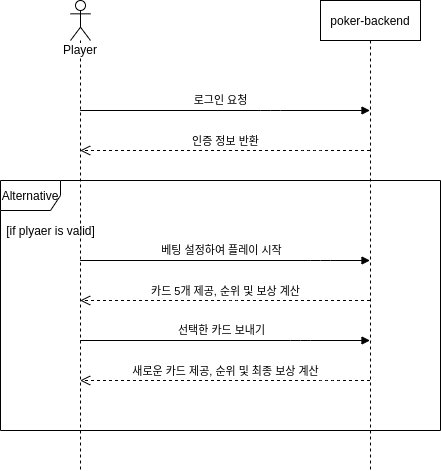 Player
poker-backend
로그인 요청
인증 정보 반환
Alternative
[if plyaer is valid]
베팅 설정하여 플레이 시작
카드 5개 제공, 순위 및 보상 계산
선택한 카드 보내기
새로운 카드 제공, 순위 및 최종 보상 계산